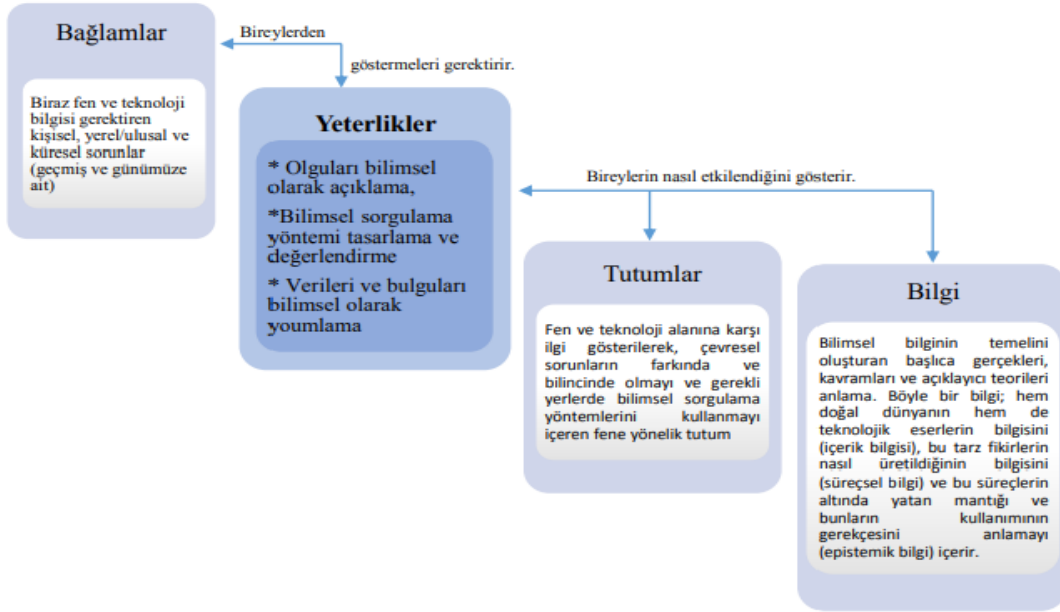 Bağlamlar
Biraz fen ve teknoloji
bilgisi gerektiren
kişisel, yerel/ulusal ve
küresel sorunlar
(geçmiş ve günümüze
ait)
Bireylerden
göstermeleri gerektirir.
Yeterlikler
* Olguları bilimsel
olarak açıklama,
*Bilimsel sorgulama
yöntemi tasarlama ve
değerlendirme
* Verileri ve bulguları
bilimsel olarak
youmlama
Bireylerin nasıl etkilendiğini gösterir.
Tutumlar
Fen ve teknoloji alanına karşı
ilgi gösterilerek, çevresel
sorunların farkında ve
bilincinde olmayı ve gerekli
yerlerde bilimsel sorgulama
yöntemlerini kullanmayı
içeren fene yönelik tutum
Bilgi
Bilimsel bilginin temelini
oluşturan başlıca gerçekleri,
kavramları ve açıklayıcı teorileri
anlama. Böyle bir bilgi; hem
doğal dünyanın hem de
teknolojik eserlerin bilgisini
(içerik bilgisi), bu tarz fikirlerin
nasıl üretildiğinin bilgisini
(süreçsel bilgi) ve bu süreçlerin
altında yatan mantığı ve
bunların kullanımının
gerekçesini anlamayı
(epistemik bilgi) içerir.